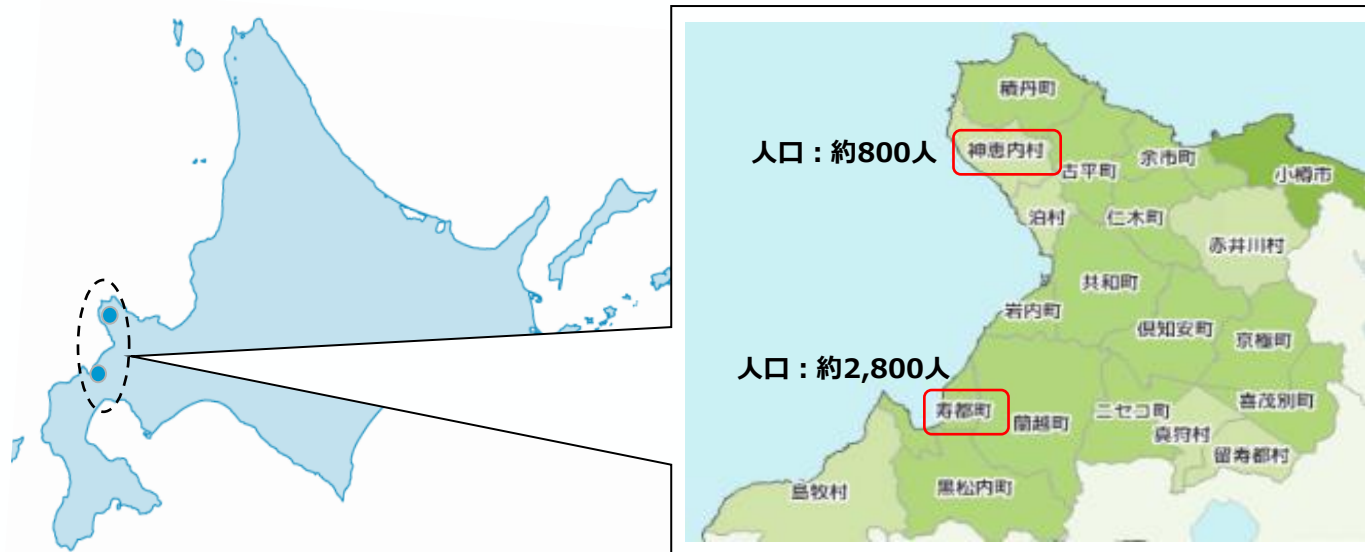 積丹町
人口：約800人
神恵内村
古平町
余市町
小樽市
泊村
仁木町
赤井川村
共和町
岩内町
倶知安町
京極町
人口：約2,800人
寿都町
蘭越町
ニセコ町
喜茂別町
真狩村
留寿都村
島牧村
黒松内町